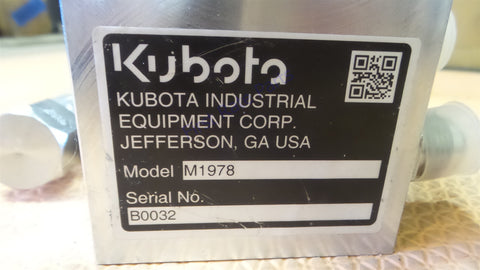 Kubota
KUBOTA INDUSTRIAL
EQUIPMENT CORP.
JEFFERSON, GA USA
Model M1978
Serial No.
B0032